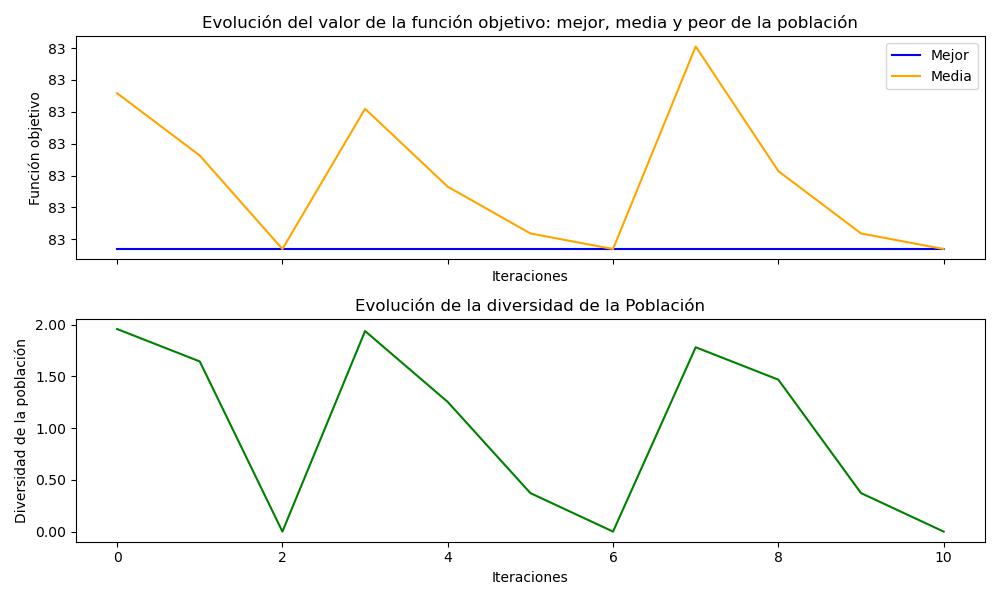 Evolución del valor de la función objetivo: mejor, media y peor de la población
Función objetivo
83
83
83
83
83
83
83
Mejor
Media
Iteraciones
Evolución de la diversidad de la Población
Diversidad de la población
2.00
1.50
1.00
0.50
0.00
0 2 4 6 8 10
Iteraciones